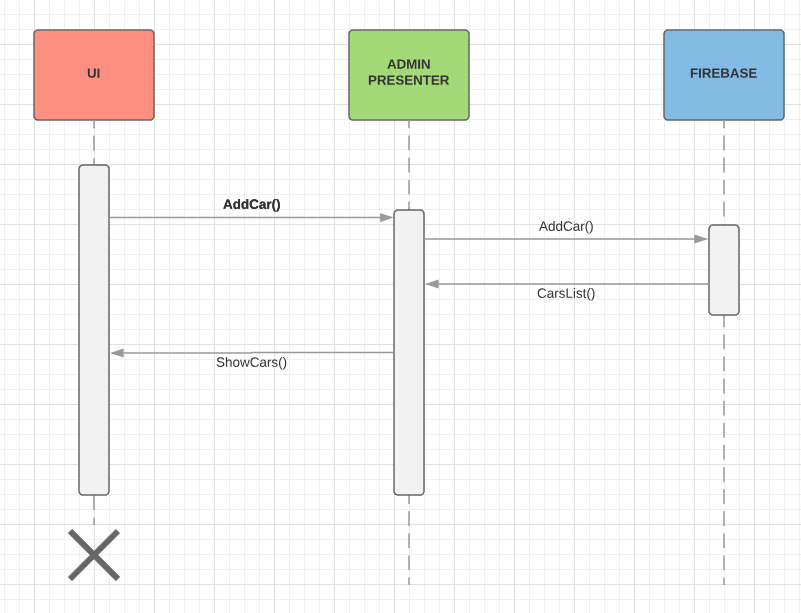 UI
ADMIN
PRESENTER
FIREBASE
AddCar()
AddCar()
CarsList()
ShowCars()